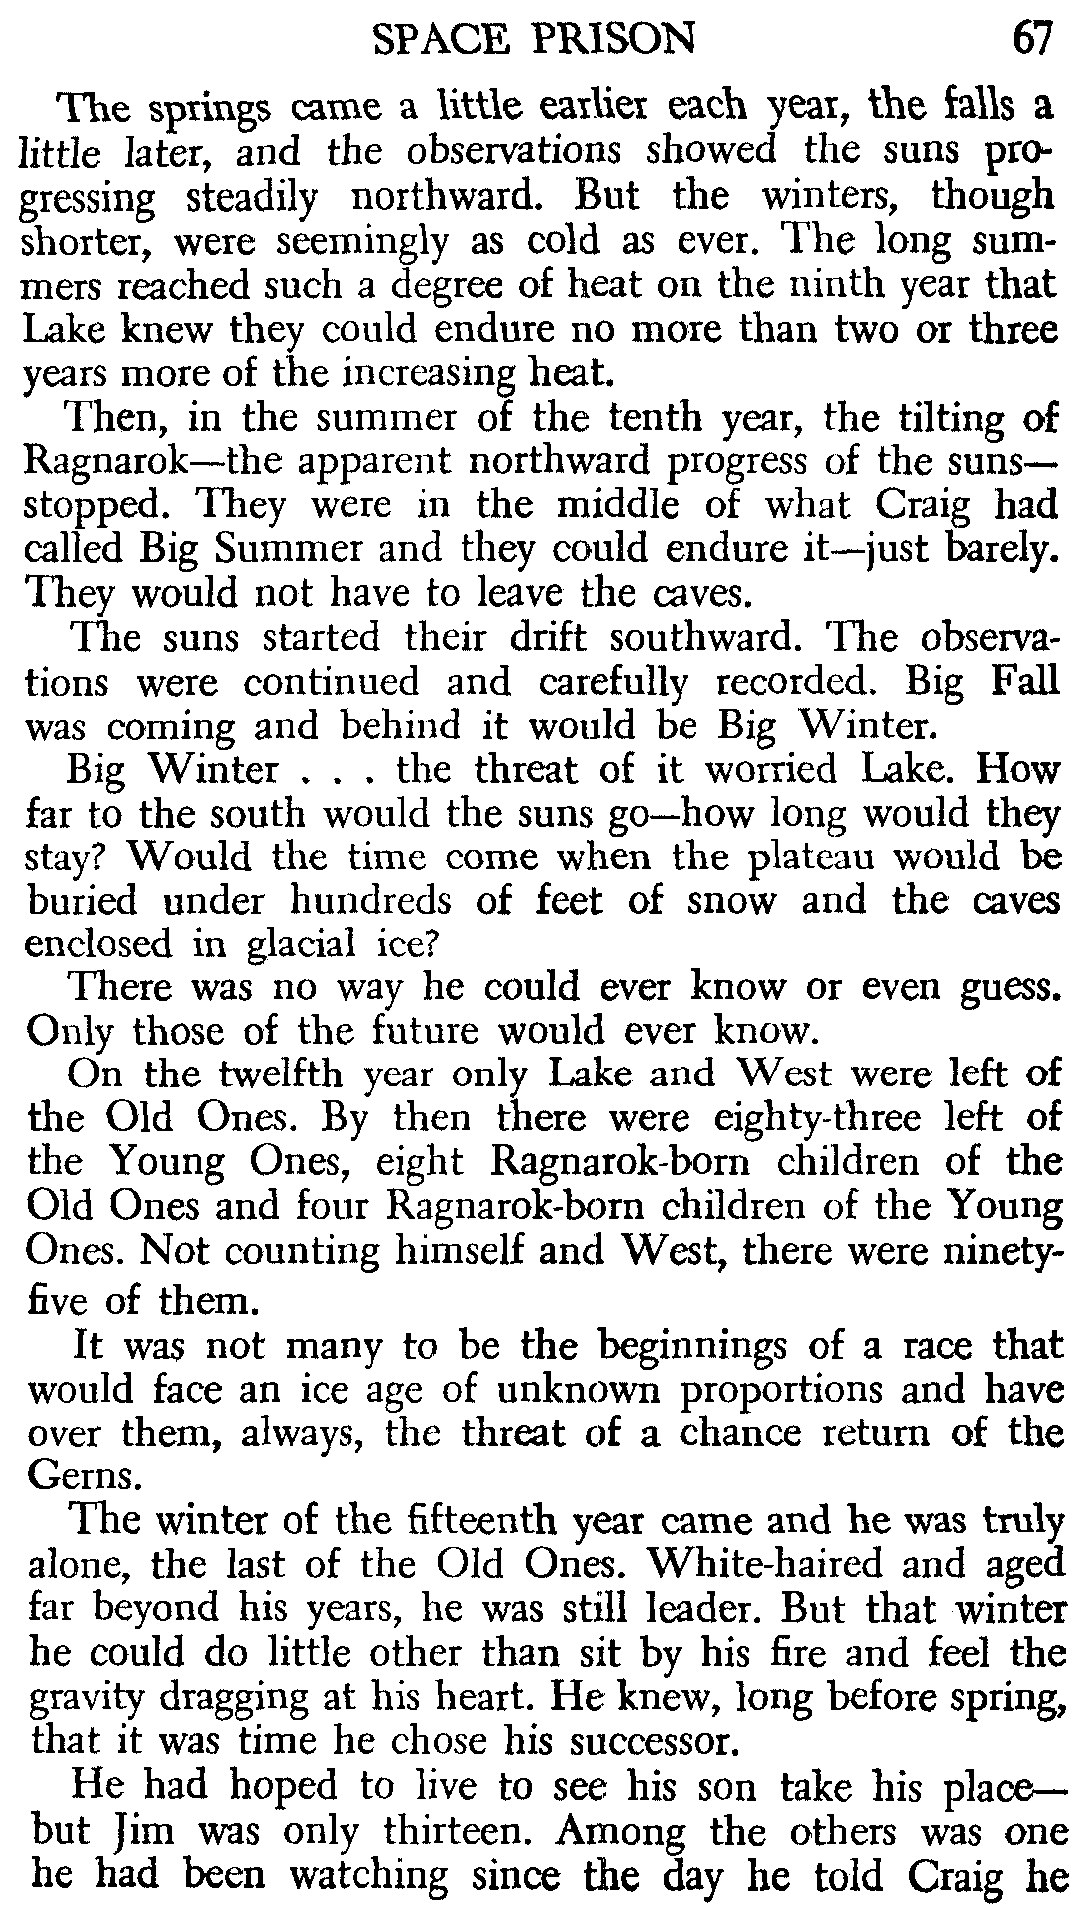 SPACE PRISON 67
The springs came a little earlier each year, the falls a
little later, and the observations showed the suns pro-
gressing steadily northward. But the winters, though
shorter, were seemingly as cold as ever. The long sum-
mers reached such a degree of heat on the ninth year that
Lake knew they could endure no more than two or three
years more of the increasing heat.
Then, in the summer of the tenth year, the tilting of
Ragnarok—the apparent northward progress of the suns—
stopped. They were in the middle of what Craig had
called Big Summer and they could endure it—just barely.
They would not have to leave the caves.
The suns started their drift southward. The observa-
tions were continued and carefully recorded. Big Fall
was coming and behind it would be Big Winter.
Big Winter . . . the threat of it worried Lake. How
far to the south would the suns go—how long would they
stay? Would the time come when the plateau would be
buried under hundreds of feet of snow and the caves
enclosed in glacial ice?
There was no way he could ever know or even guess.
Only those of the future would ever know.
On the twelfth year only Lake and West were left of
the Old Ones. By then there were eighty-three left of
the Young Ones, eight Ragnarok-born children of the
Old Ones and four Ragnarok-born children of the Young
Ones. Not counting himself and West, there were ninety-
five of them.
It was not many to be the beginnings of a race that
would face an ice age of unknown proportions and have
over them, always, the threat of a chance return of the
Gerns.
The winter of the fifteenth year came and he was truly
alone, the last of the Old Ones. White-haired and aged
far beyond his years, he was still leader. But that winter
he could do little other than sit by his fire and feel the
gravity dragging at his heart. He knew, long before spring,
that it was time he chose his successor.
He had hoped to live to see his son take his place—
but Jim was only thirteen. Among the others was one
he had been watching since the day he told Craig he